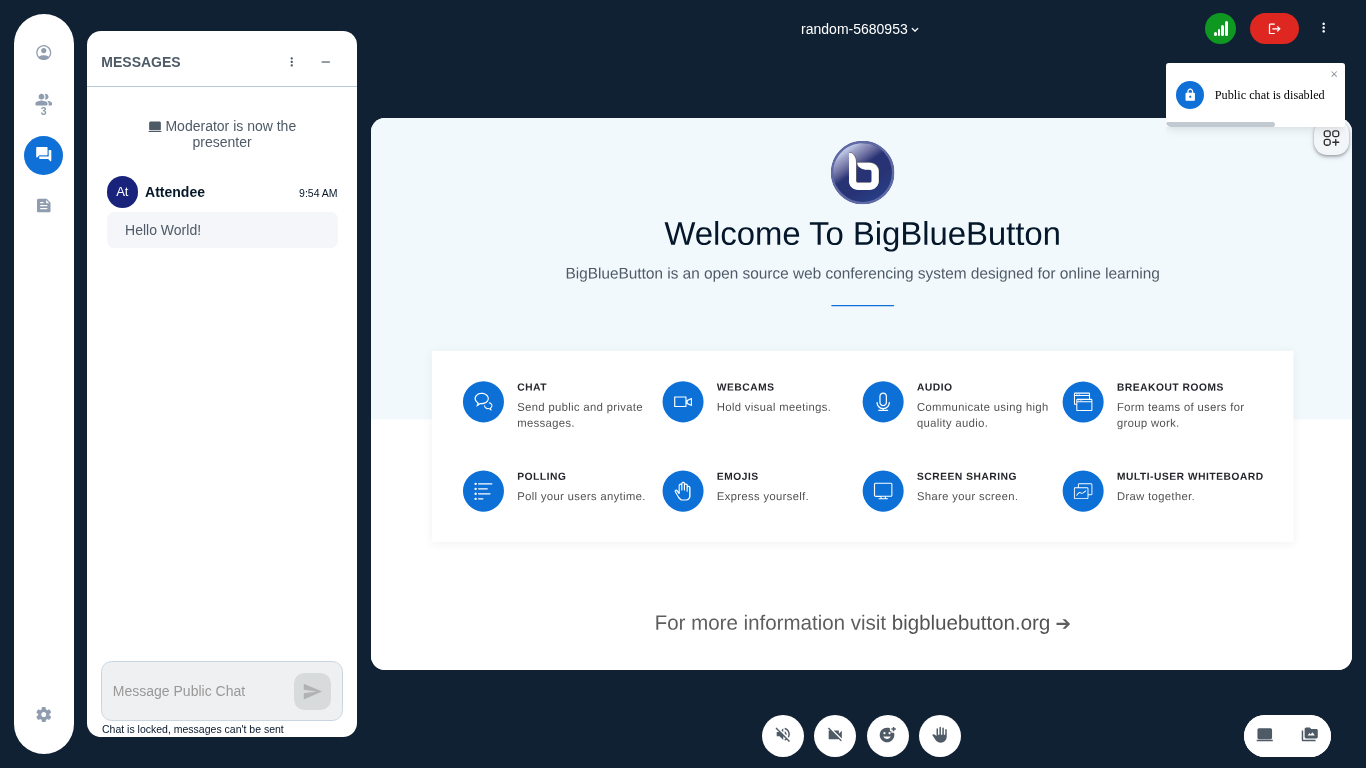 random-5680953
Public chat is disabled
3
MESSAGES
Moderator is now the
presenter
At
Attendee
9:54 AM
Hello World!
Message Public Chat
Chat is locked, messages can't be sent
Welcome To BigBlueButton
BigBlueButton is an open source web conferencing system designed for online learning
CHAT
Send public and private
messages.
WEBCAMS
Hold visual meetings.
AUDIO
Communicate using high
quality audio.
BREAKOUT ROOMS
Form teams of users for
group work.
POLLING
Poll your users anytime.
EMOJIS
Express yourself.
SCREEN SHARING
Share your screen.
MULTI-USER WHITEBOARD
Draw together.
For more information visit bigbluebutton.org ➔